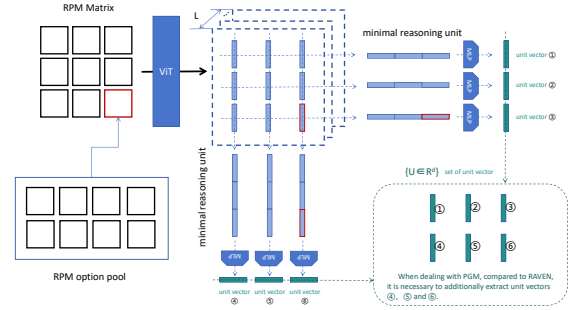 RPM Matrix
L
ViT
minimal reasoning unit
MLP
unit vector ①
MLP
unit vector ②
MLP
unit vector ③
minimal reasoning unit
MLP
MLP
MLP
unit vector
④
unit vector
⑤
unit vector
⑥
RPM option pool
{U∈Rᵈ} set of unit vector
① ② ③
④ ⑤ ⑥
When dealing with PGM, compared to RAVEN,
it is necessary to additionally extract unit vectors
④, ⑤ and ⑥.